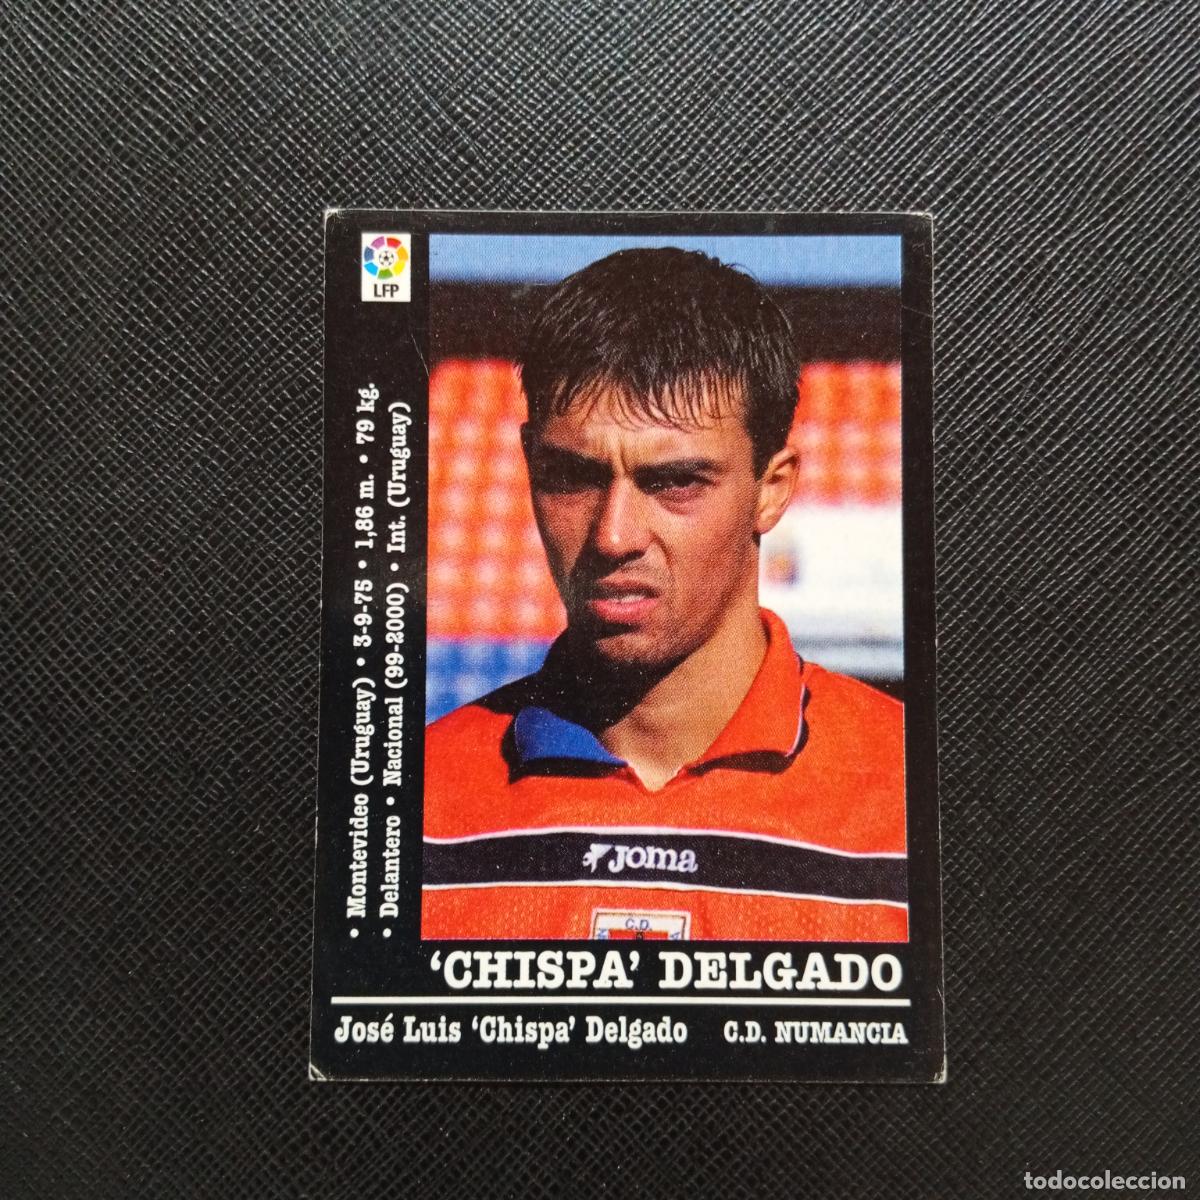 LFP
• Montevideo (Uruguay) • 3-9-75 • 1,86 m. • 79 kg.
• Delantero • Nacional (99-2000) • Int. (Uruguay)
Joma
C.D.
‘CHISPA’ DELGADO
José Luis ‘Chispa’ Delgado C.D. NUMANCIA
todocoleccion